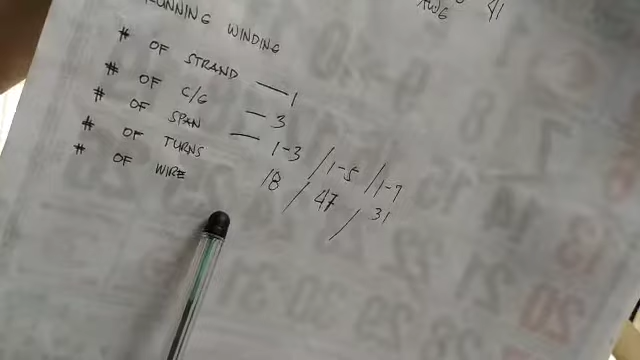 AWG 41
RUNNING WINDING
# OF STRAND — 1
# OF C/G — 3
# OF SPAN — 1-3 / 1-5 / 1-7
# OF TURNS 18 / 47 / 31
# OF WIRE